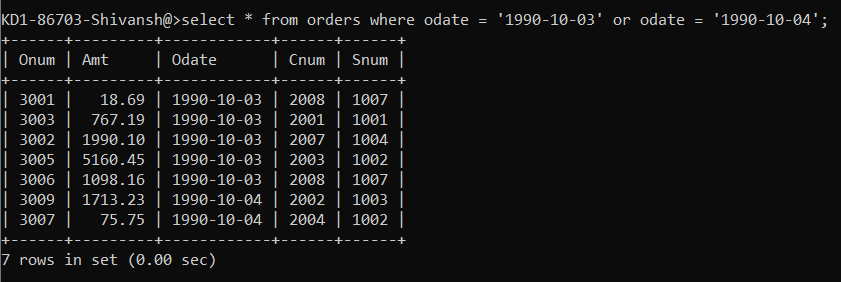 KD1-86703-Shivansh@>select * from orders where odate = '1990-10-03' or odate = '1990-10-04';
+------+---------+------------+------+------+
| Onum | Amt     | Odate      | Cnum | Snum |
+------+---------+------------+------+------+
| 3001 |   18.69 | 1990-10-03 | 2008 | 1007 |
| 3003 |  767.19 | 1990-10-03 | 2001 | 1001 |
| 3002 | 1990.10 | 1990-10-03 | 2007 | 1004 |
| 3005 | 5160.45 | 1990-10-03 | 2003 | 1002 |
| 3006 | 1098.16 | 1990-10-03 | 2008 | 1007 |
| 3009 | 1713.23 | 1990-10-04 | 2002 | 1003 |
| 3007 |   75.75 | 1990-10-04 | 2004 | 1002 |
+------+---------+------------+------+------+
7 rows in set (0.00 sec)